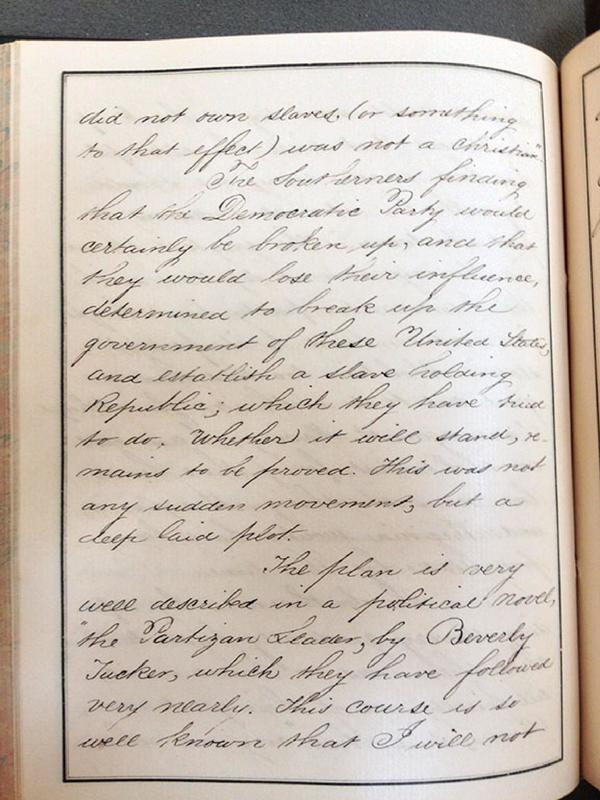 did not own slaves, (or something
to that effect) was not a christian"
The Southerners finding
that the Democratic Party would
certainly be broken up, and that
they would lose their influence,
determined to break up the
government of these United States,
and establish a slave holding
Republic; which they have tried
to do. Whether it will stand, re-
mains to be proved. This was not
any sudden movement, but a
deep laid plot.
The plan is very
well described in a political novel,
"the Partizan Leader, by Beverly
Tucker, which they have followed
very nearly. This course is so
well known that I will not